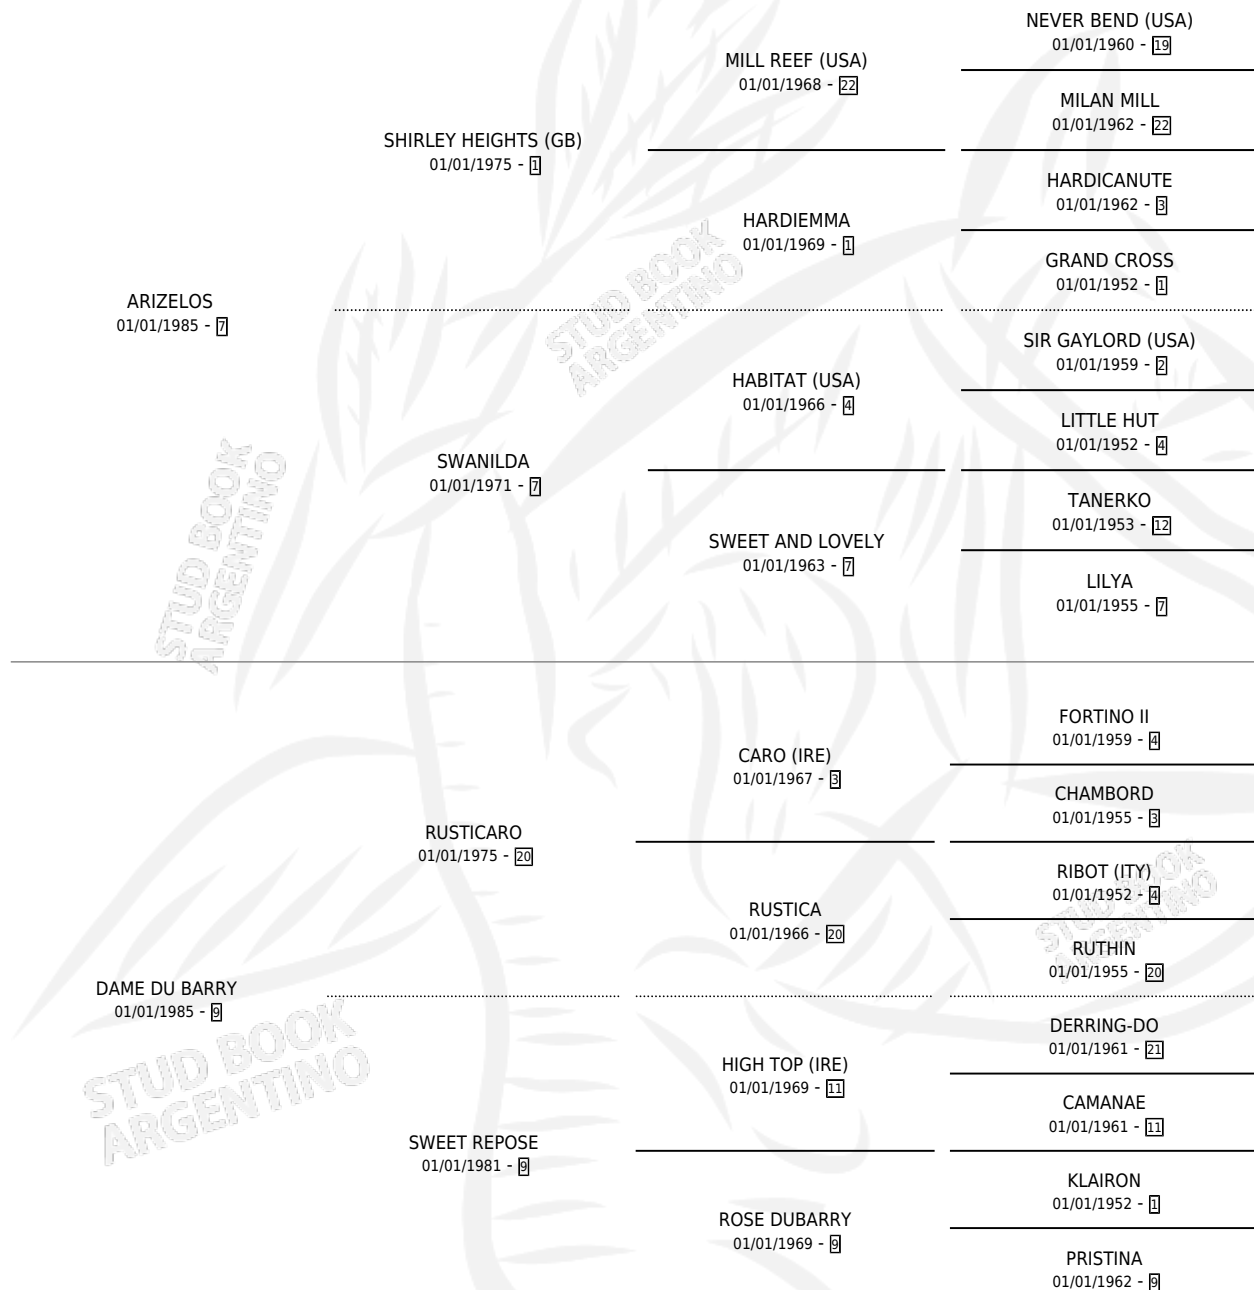 NEVER BEND (USA)
01/01/1960 - 19
MILL REEF (USA)
01/01/1968 - 22
MILAN MILL
01/01/1962 - 22
SHIRLEY HEIGHTS (GB)
01/01/1975 - 1
HARDICANUTE
01/01/1962 - 3
HARDIEMMA
01/01/1969 - 1
GRAND CROSS
01/01/1952 - 1
ARIZELOS
01/01/1985 - 7
STUD BOOK
ARGENTINO
SIR GAYLORD (USA)
01/01/1959 - 2
HABITAT (USA)
01/01/1966 - 4
LITTLE HUT
01/01/1952 - 4
SWANILDA
01/01/1971 - 7
TANERKO
01/01/1953 - 12
SWEET AND LOVELY
01/01/1963 - 7
LILYA
01/01/1955 - 7
STUD BOOK
ARGENTINO
FORTINO II
01/01/1959 - 4
CARO (IRE)
01/01/1967 - 3
CHAMBORD
01/01/1955 - 3
RUSTICARO
01/01/1975 - 20
RIBOT (ITY)
01/01/1952 - 4
RUSTICA
01/01/1966 - 20
RUTHIN
01/01/1955 - 20
STUD BOOK
ARGENTINO
DAME DU BARRY
01/01/1985 - 9
DERRING-DO
01/01/1961 - 21
HIGH TOP (IRE)
01/01/1969 - 11
CAMANAE
01/01/1961 - 11
STUD BOOK
ARGENTINO
SWEET REPOSE
01/01/1981 - 9
KLAIRON
01/01/1952 - 1
ROSE DUBARRY
01/01/1969 - 9
PRISTINA
01/01/1962 - 9